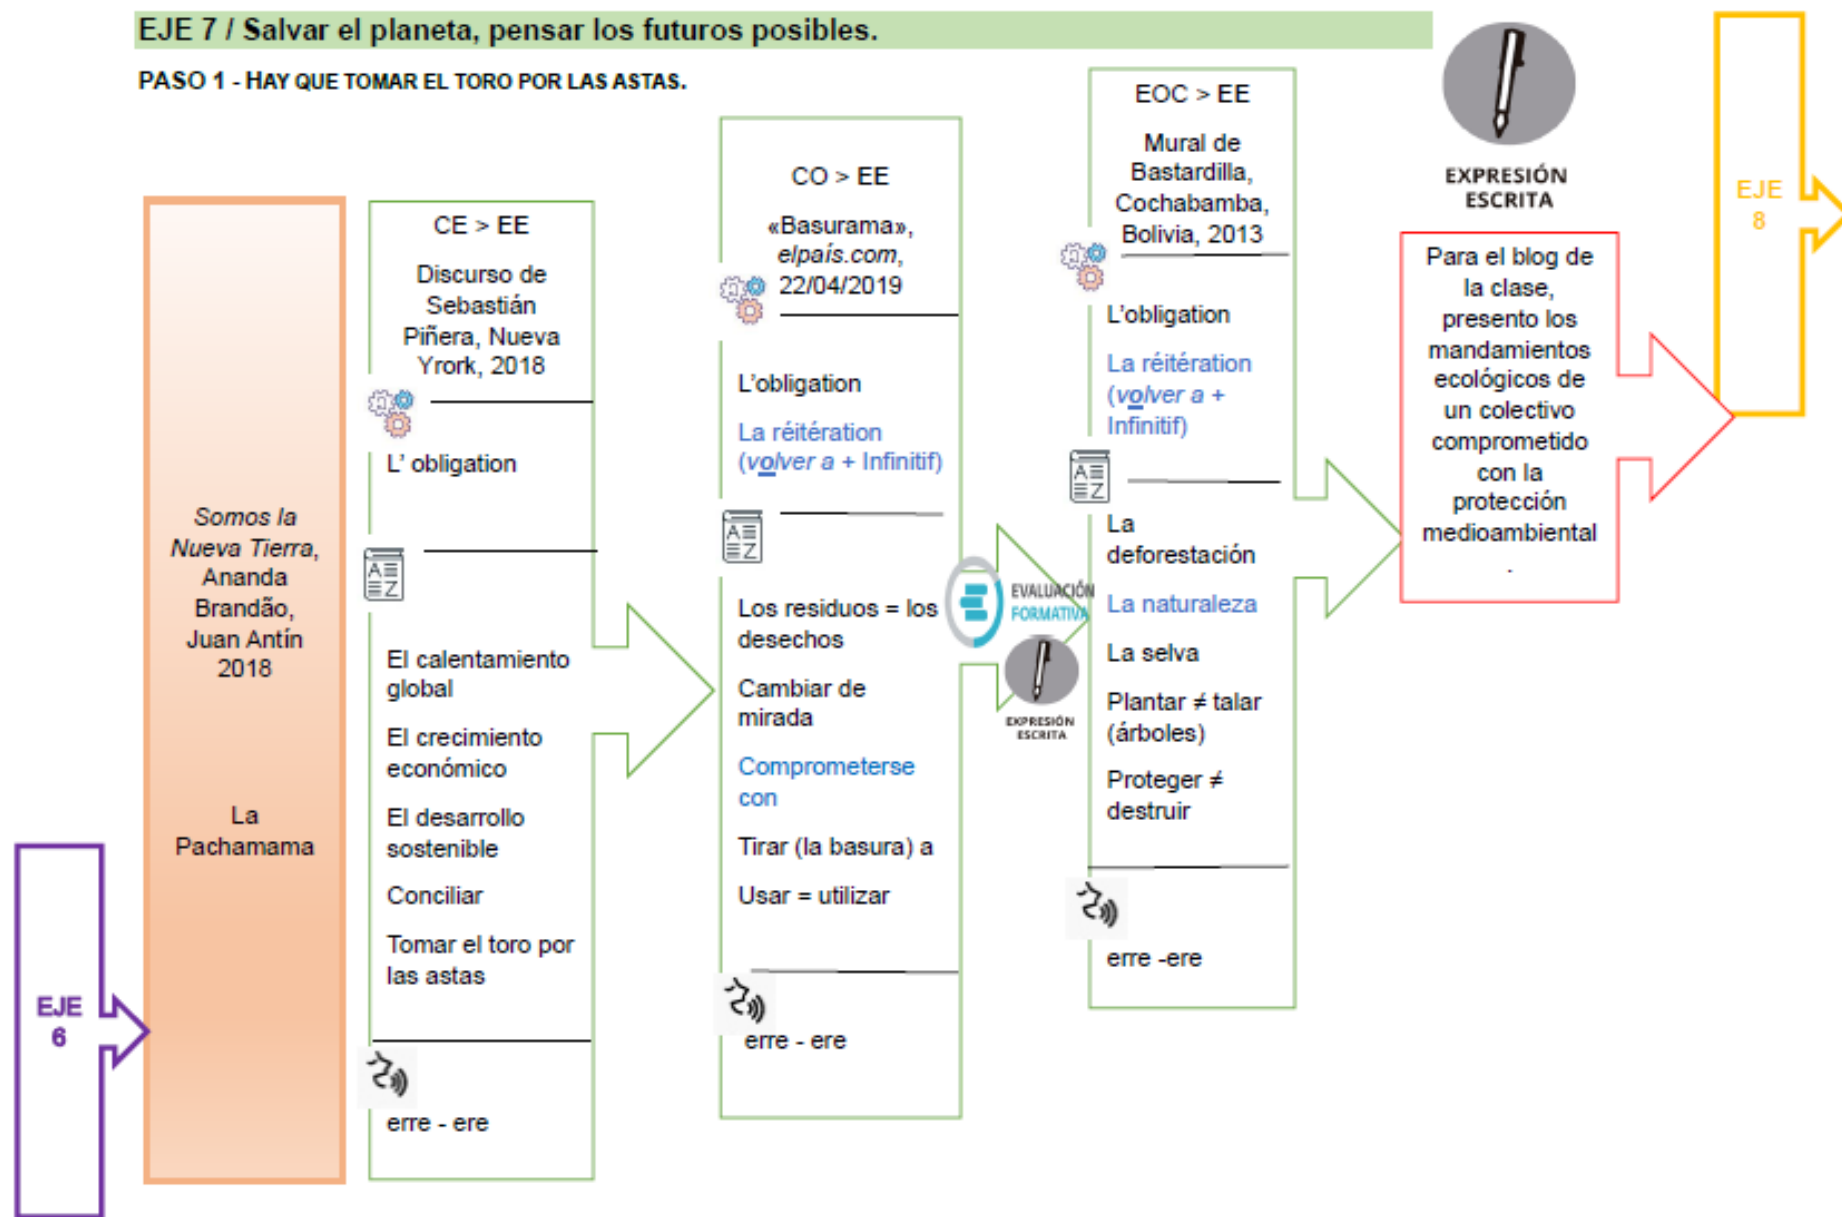 EJE 7 / Salvar el planeta, pensar los futuros posibles.
PASO 1 - HAY QUE TOMAR EL TORO POR LAS ASTAS.
EJE
6
Somos la
Nueva Tierra,
Ananda
Brandão,
Juan Antín
2018
La
Pachamama
CE > EE
Discurso de
Sebastián
Piñera, Nueva
Yrork, 2018
L' obligation
A
Z
El calentamiento
global
El crecimiento
económico
El desarrollo
sostenible
Conciliar
Tomar el toro por
las astas
erre - ere
CO > EE
«Basurama»,
elpaís.com,
22/04/2019
L'obligation
La réitération
(volver a + Infinitif)
A
Z
Los residuos = los
desechos
Cambiar de
mirada
Comprometerse
con
Tirar (la basura) a
Usar = utilizar
erre - ere
EVALUACIÓN
FORMATIVA
EXPRESIÓN
ESCRITA
EOC > EE
Mural de
Bastardilla,
Cochabamba,
Bolivia, 2013
L'obligation
La réitération
(volver a +
Infinitif)
A
Z
La
deforestación
La naturaleza
La selva
Plantar ≠ talar
(árboles)
Proteger ≠
destruir
erre -ere
EXPRESIÓN
ESCRITA
Para el blog de
la clase,
presento los
mandamientos
ecológicos de
un colectivo
comprometido
con la
protección
medioambiental
.
EJE
8